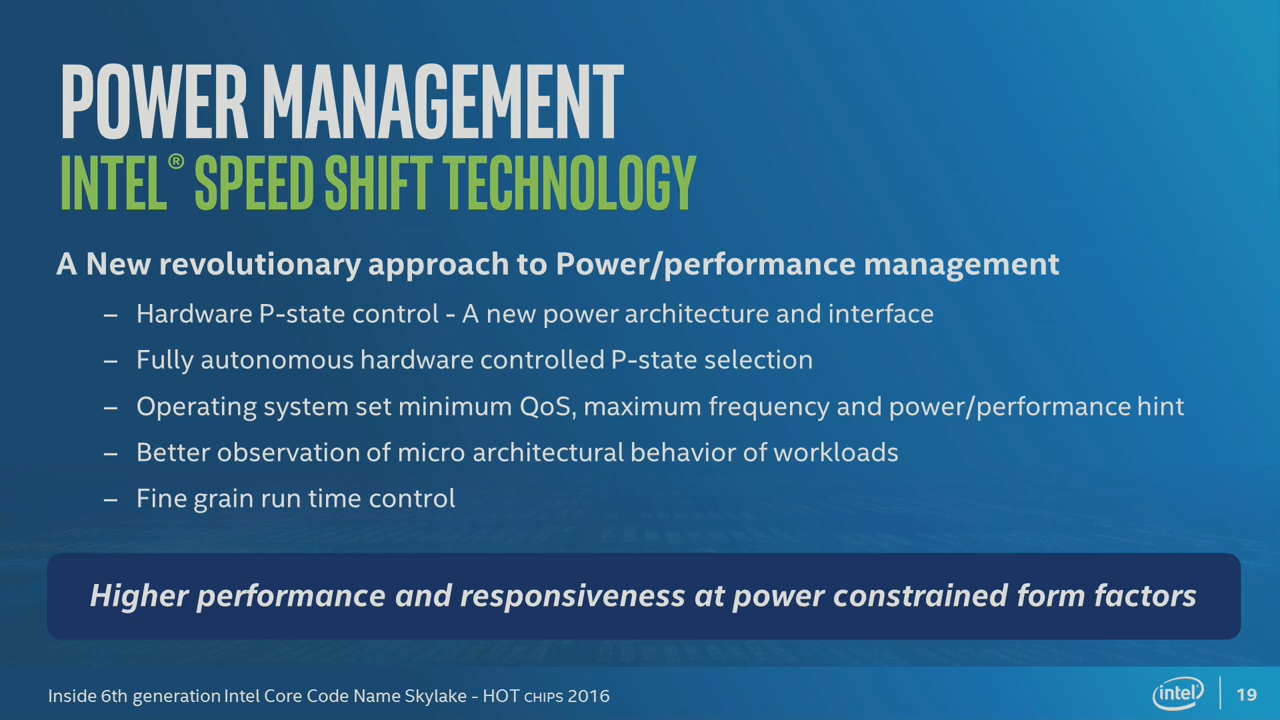 POWER MANAGEMENT
INTEL® SPEED SHIFT TECHNOLOGY
A New revolutionary approach to Power/performance management
– Hardware P-state control - A new power architecture and interface
– Fully autonomous hardware controlled P-state selection
– Operating system set minimum QoS, maximum frequency and power/performance hint
– Better observation of micro architectural behavior of workloads
– Fine grain run time control
Higher performance and responsiveness at power constrained form factors
Inside 6th generation Intel Core Code Name Skylake - HOT CHIPS 2016
intel
19